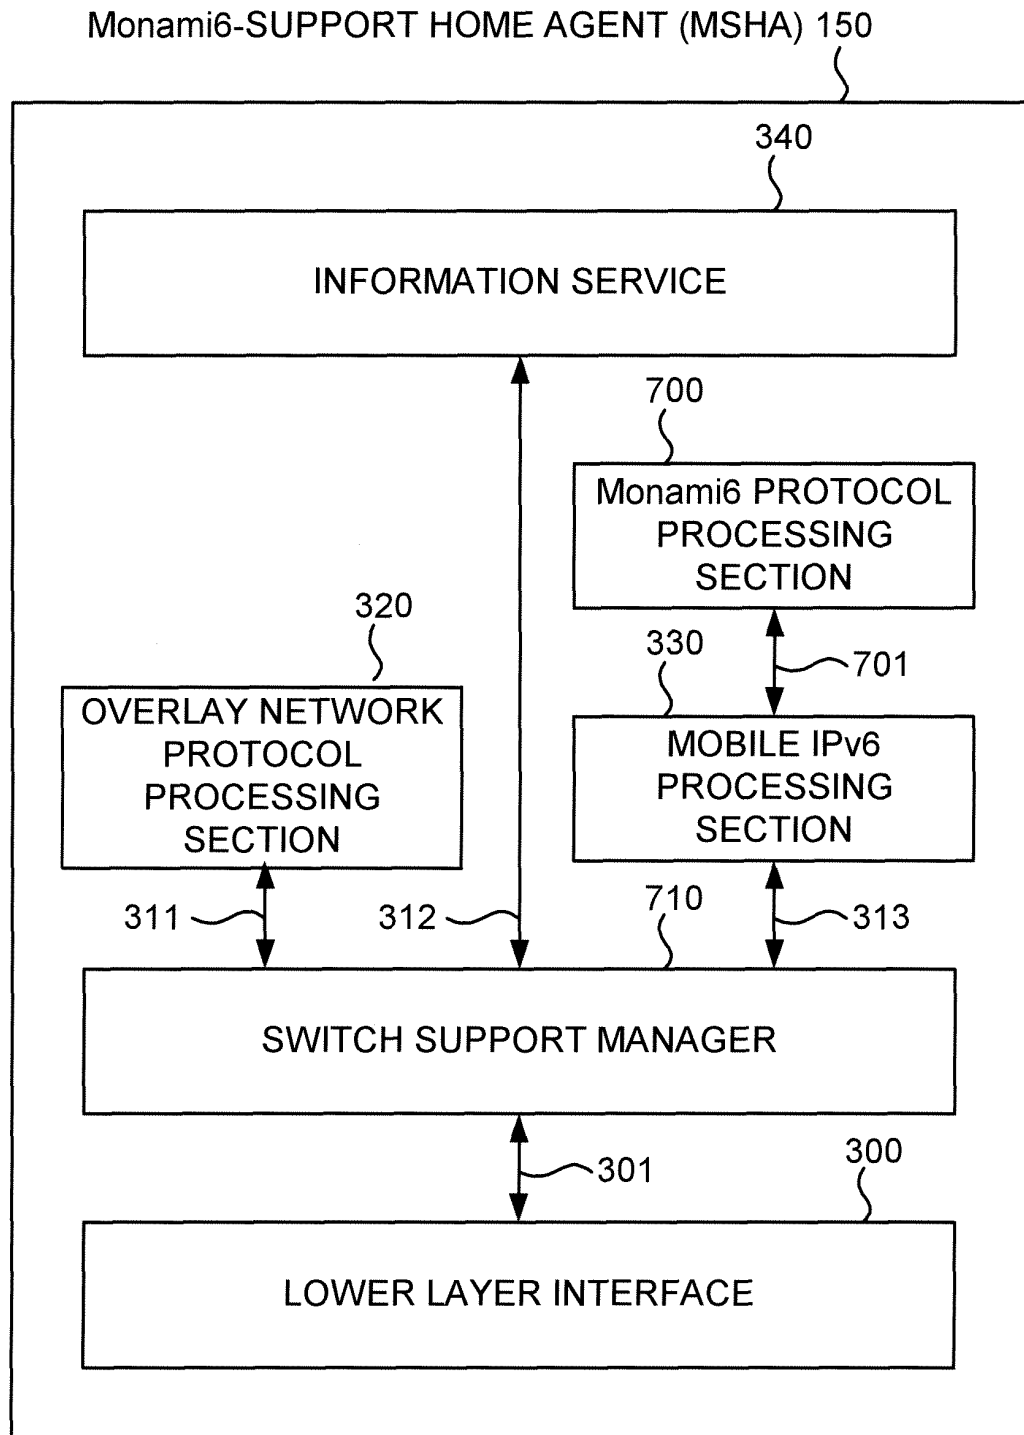 Monami6-SUPPORT HOME AGENT (MSHA) 150
340
INFORMATION SERVICE
700
Monami6 PROTOCOL
PROCESSING
SECTION
320
330
701
OVERLAY NETWORK
PROTOCOL
PROCESSING
SECTION
MOBILE IPv6
PROCESSING
SECTION
311
312
710
313
SWITCH SUPPORT MANAGER
301
300
LOWER LAYER INTERFACE